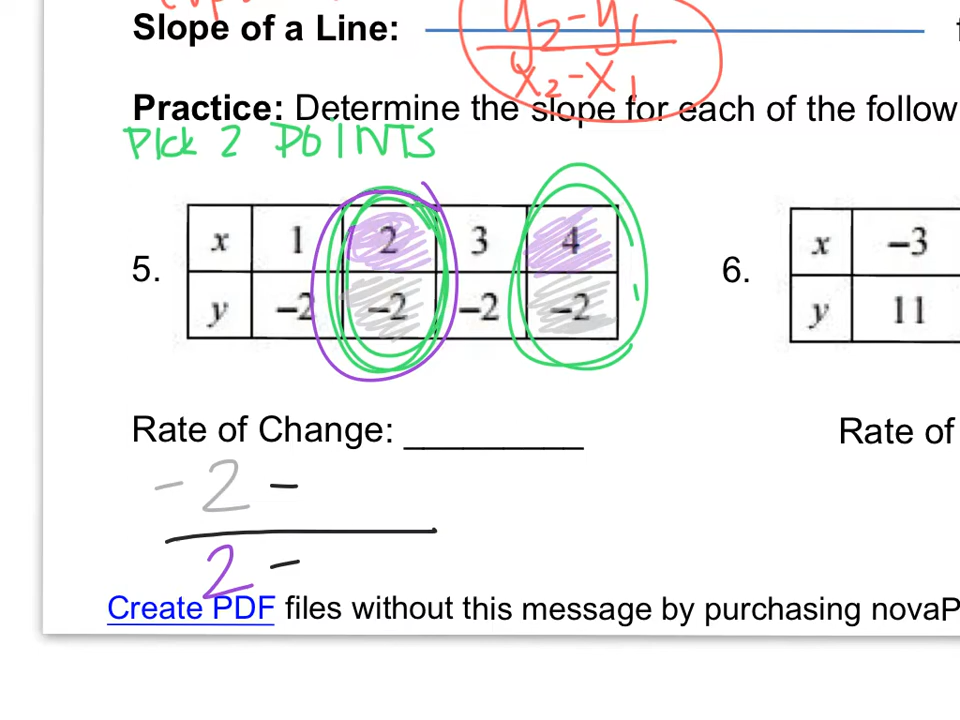 Slope of a Line:
y2 - y1
x2 - x1
Practice: Determine the slope for each of the follow
PIck 2 POINTS
5.
x 1 2 3 4
y -2 -2 -2 -2
6.
x -3
y 11
Rate of Change: _________
Rate of
-2 -
2 -
Create PDF files without this message by purchasing novaP